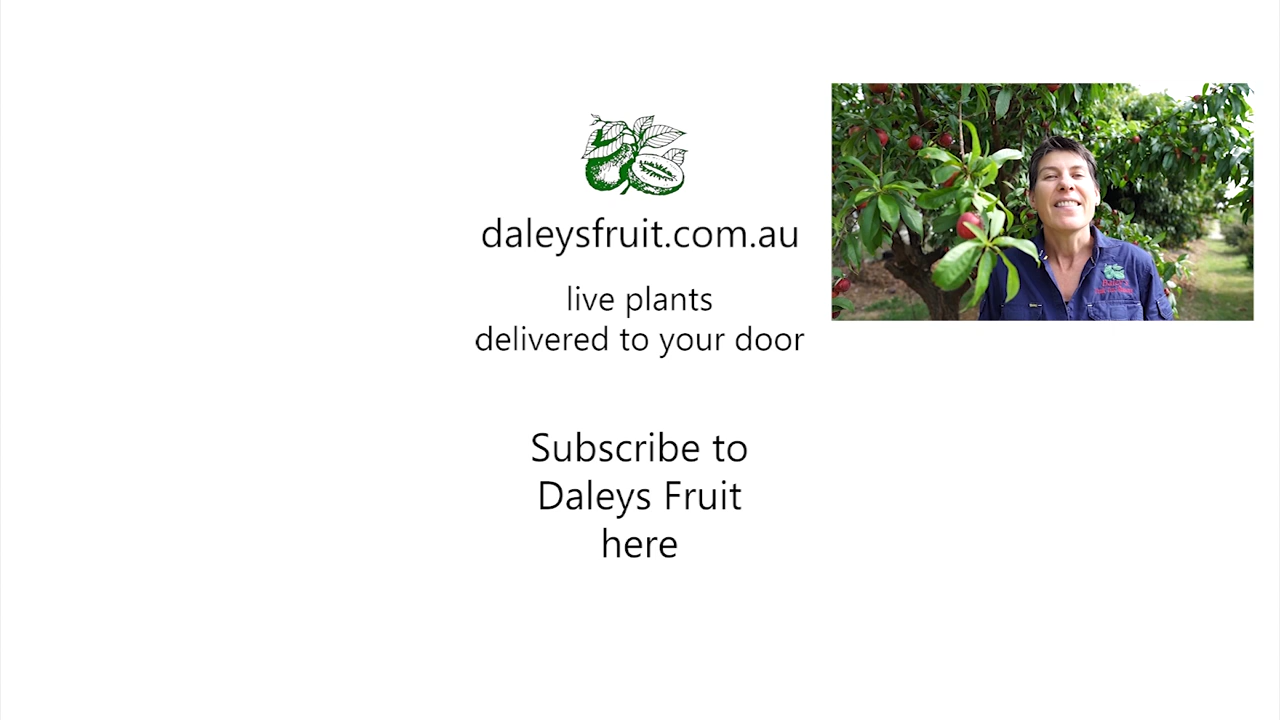 daleysfruit.com.au
live plants
delivered to your door
Subscribe to
Daleys Fruit
here